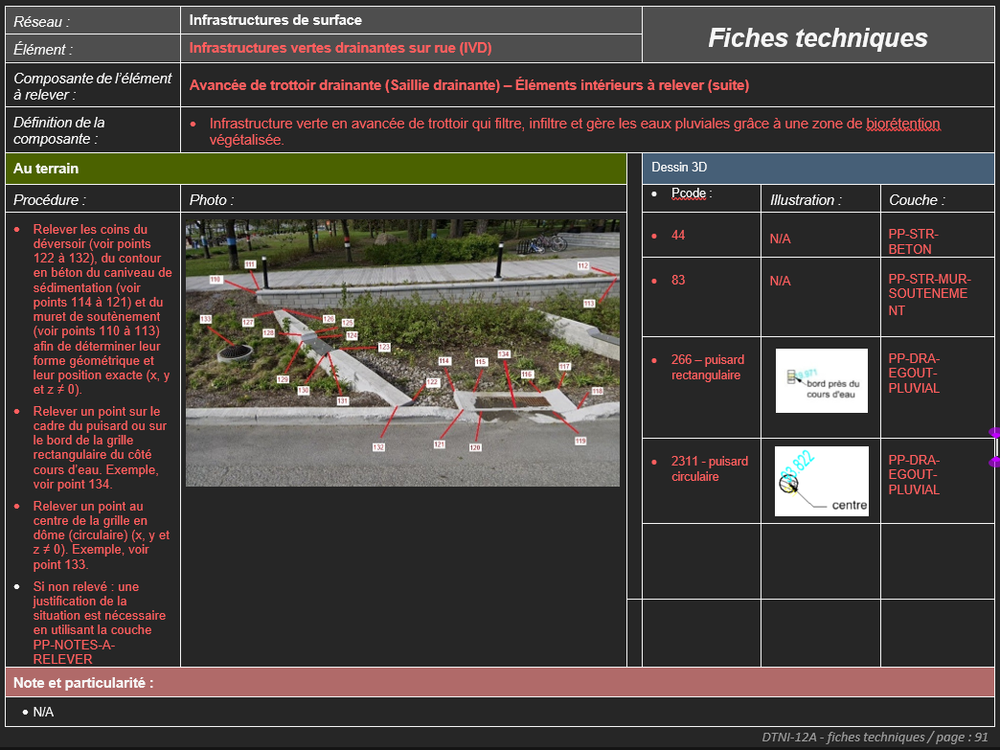 Réseau :
Infrastructures de surface
Fiches techniques
Élément :
Infrastructures vertes drainantes sur rue (IVD)
Composante de l'élément
à relever :
Avancée de trottoir drainante (Saillie drainante) – Éléments intérieurs à relever (suite)
Définition de la
composante :
• Infrastructure verte en avancée de trottoir qui filtre, infiltre et gère les eaux pluviales grâce à une zone de biorétention
végétalisée.
Au terrain
Dessin 3D
Procédure :
Photo :
• Pcode :
Illustration :
Couche :
• Relever les coins du
déversoir (voir points
122 à 132), du contour
en béton du caniveau de
sédimentation (voir
points 114 à 121) et du
muret de soutènement
(voir points 110 à 113)
afin de déterminer leur
forme géométrique et
leur position exacte (x, y
et z ≠ 0).
• Relever un point sur le
cadre du puisard ou sur
le bord de la grille
rectangulaire du côté
cours d'eau. Exemple,
voir point 134.
• Relever un point au
centre de la grille en
dôme (circulaire) (x, y et
z ≠ 0). Exemple, voir
point 133.
• Si non relevé : une
justification de la
situation est nécessaire
en utilisant la couche
PP-NOTES-A-
RELEVER
111
112
110
113
133
127
126
125
128
124
123
134
114
115
117
116
129
122
130
118
131
119
132
121
120
• 44
N/A
PP-STR-
BETON
• 83
N/A
PP-STR-MUR-
SOUTENEME
NT
• 266 – puisard
rectangulaire
bord près du
cours d'eau
PP-DRA-
EGOUT-
PLUVIAL
• 2311 - puisard
circulaire
822
centre
PP-DRA-
EGOUT-
PLUVIAL
Note et particularité :
• N/A
DTNI-12A - fiches techniques / page : 91